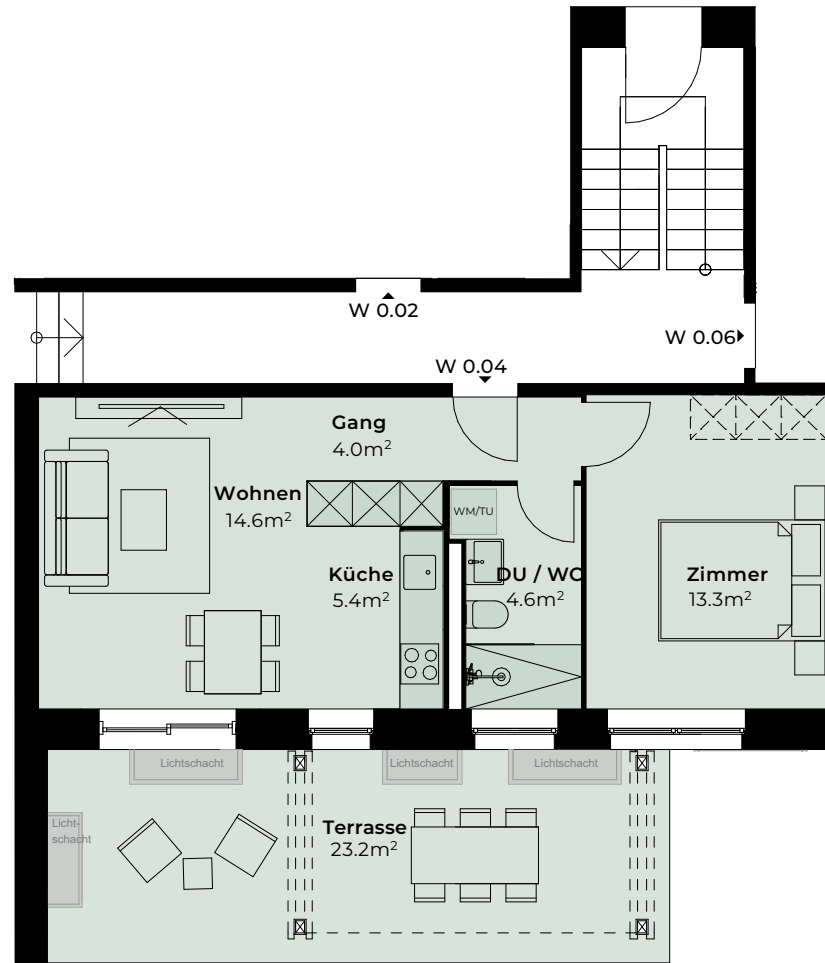 W 0.02
W 0.06
W 0.04
Gang
4.0m²
Wohnen
14.6m²
WM/TU
Küche
5.4m²
DU / WC
4.6m²
Zimmer
13.3m²
Lichtschacht
Lichtschacht
Lichtschacht
Licht-
schacht
Terrasse
23.2m²